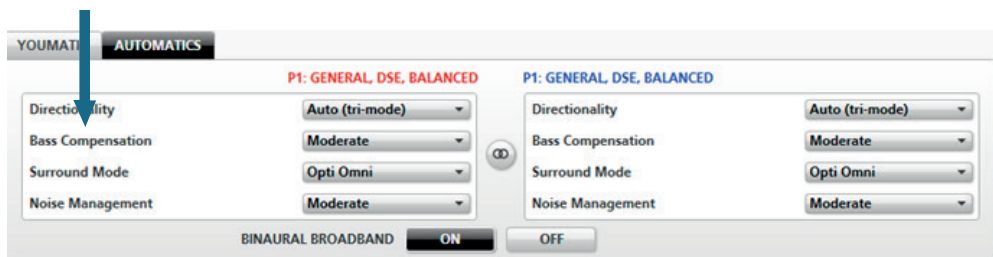 YOUMATI AUTOMATICS
P1: GENERAL, DSE, BALANCED P1: GENERAL, DSE, BALANCED
Directionality Auto (tri-mode) Directionality Auto (tri-mode)
Bass Compensation Moderate Bass Compensation Moderate
Surround Mode Opti Omni Surround Mode Opti Omni
Noise Management Moderate Noise Management Moderate
BINAURAL BROADBAND ON OFF